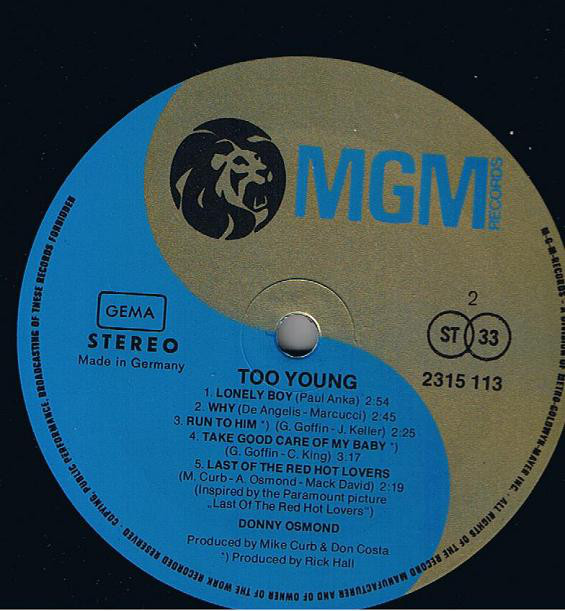 MGM
RECORDS
GEMA
STEREO
Made in Germany
2
ST 33
2315 113
TOO YOUNG
1. LONELY BOY (Paul Anka) 2:54
2. WHY (De Angelis - Marcucci) 2:45
3. RUN TO HIM *) (G. Goffin - J. Keller) 2:25
4. TAKE GOOD CARE OF MY BABY *)
(G. Goffin - C. King) 3:17
5. LAST OF THE RED HOT LOVERS
(M. Curb - A. Osmond - Mack David) 2:19
(Inspired by the Paramount picture
„Last Of The Red Hot Lovers“)
DONNY OSMOND
Produced by Mike Curb & Don Costa
*) Produced by Rick Hall
M-G-M-RECORDS · A DIVISION OF METRO-GOLDWYN-MAYER INC. · ALL RIGHTS OF THE RECORD MANUFACTURER AND OF OWNER OF THE WORK RECORDED RESERVED · COPYING, PUBLIC PERFORMANCE, BROADCASTING OF THESE RECORDS FORBIDDEN